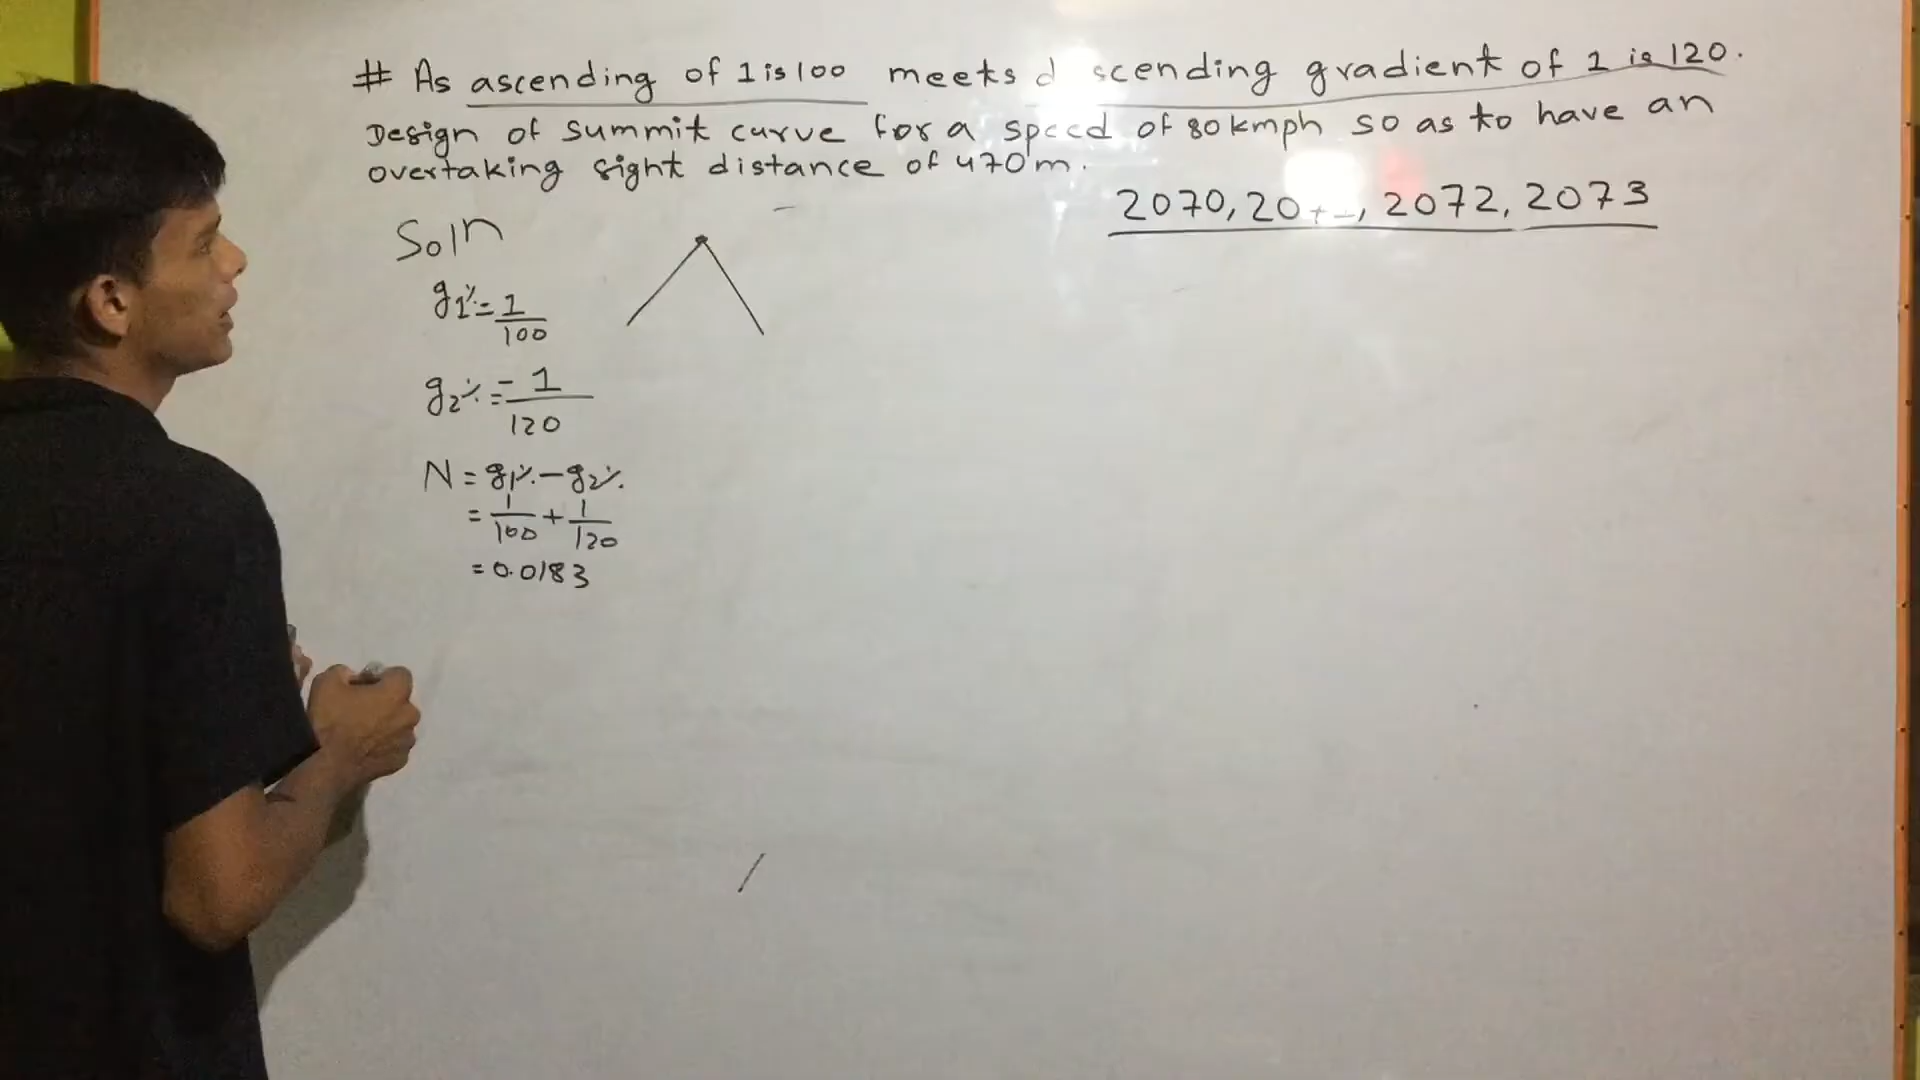 # As ascending of 1 is 100 meets d scending gradient of 1 is 120.
Design of summit curve for a speed of 80 kmph so as to have an
overtaking sight distance of 470m.
2070, 20 , 2072, 2073
Soln
g1% = 1/100
g2% = -1/120
N = g1% - g2%
= 1/100 + 1/120
= 0.0183